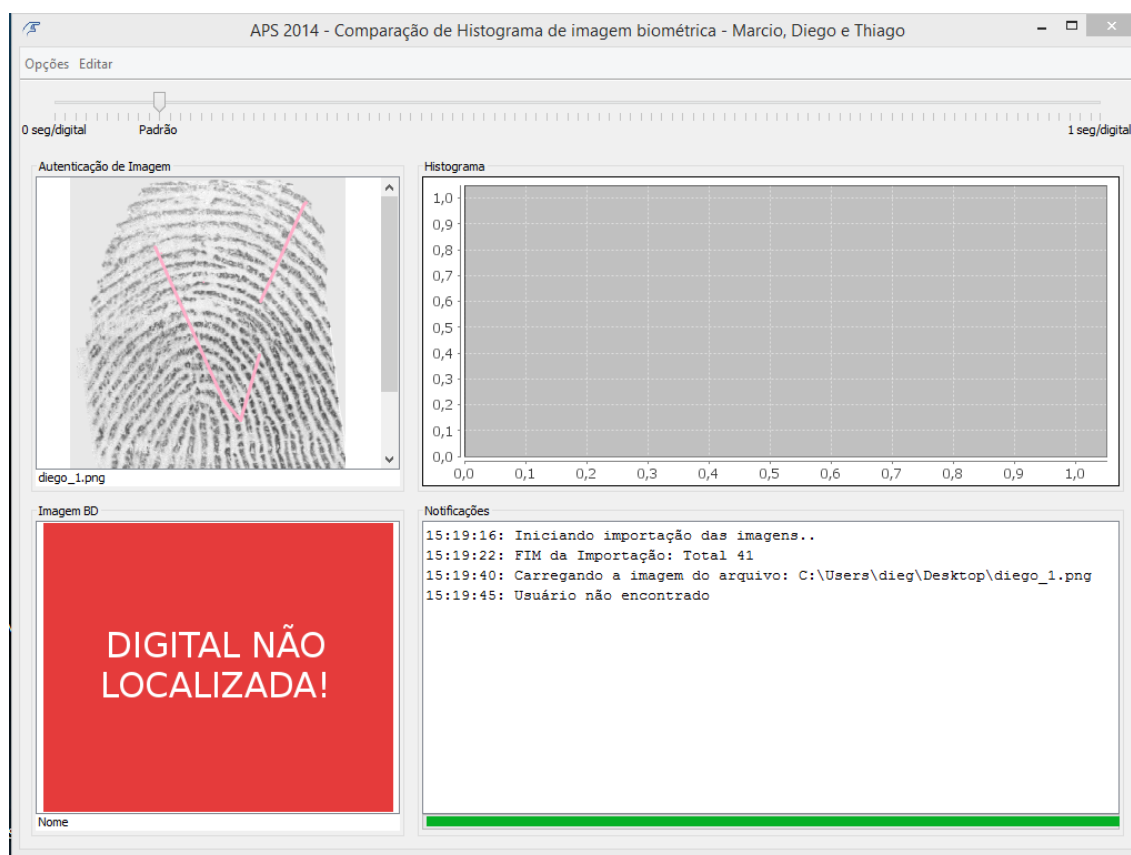 APS 2014 - Comparação de Histograma de imagem biométrica - Marcio, Diego e Thiago
Opções Editar
0 seg/digital Padrão 1 seg/digital
Autenticação de Imagem
diego_1.png
Histograma
1,0
0,9
0,8
0,7
0,6
0,5
0,4
0,3
0,2
0,1
0,0
0,0 0,1 0,2 0,3 0,4 0,5 0,6 0,7 0,8 0,9 1,0
Imagem BD
DIGITAL NÃO
LOCALIZADA!
Nome
Notificações
15:19:16: Iniciando importação das imagens..
15:19:22: FIM da Importação: Total 41
15:19:40: Carregando a imagem do arquivo: C:\Users\dieg\Desktop\diego_1.png
15:19:45: Usuário não encontrado